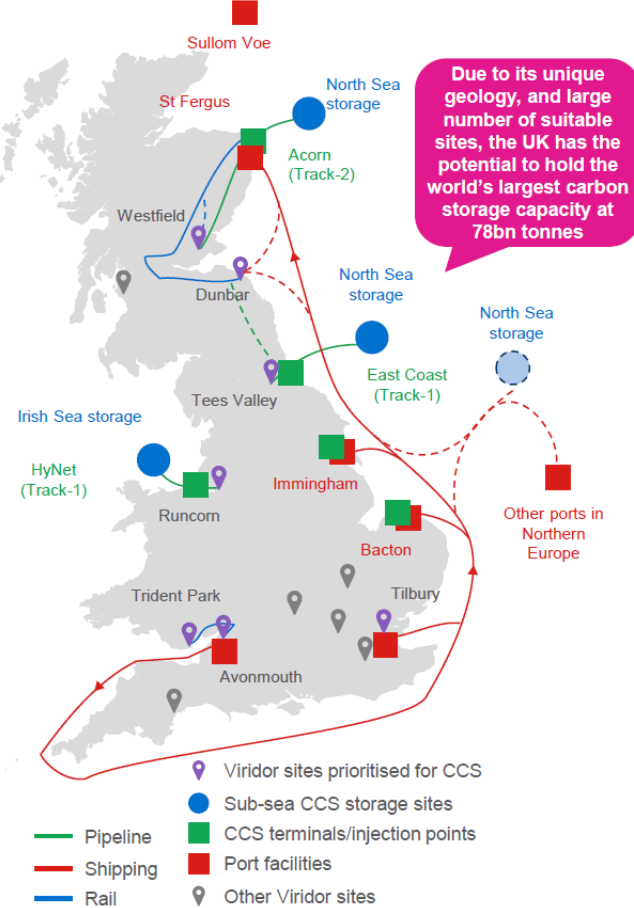 Sullom Voe
North Sea
storage
St Fergus
Acorn
(Track-2)
Due to its unique
geology, and large
number of suitable
sites, the UK has the
potential to hold the
world's largest carbon
storage capacity at
78bn tonnes
Westfield
Dunbar
North Sea
storage
North Sea
storage
Tees Valley
East Coast
(Track-1)
Irish Sea storage
HyNet
(Track-1)
Runcorn
Immingham
Other ports in
Northern
Europe
Bacton
Trident Park
Tilbury
Avonmouth
Viridor sites prioritised for CCS
Sub-sea CCS storage sites
Pipeline
CCS terminals/injection points
Shipping
Port facilities
Rail
Other Viridor sites